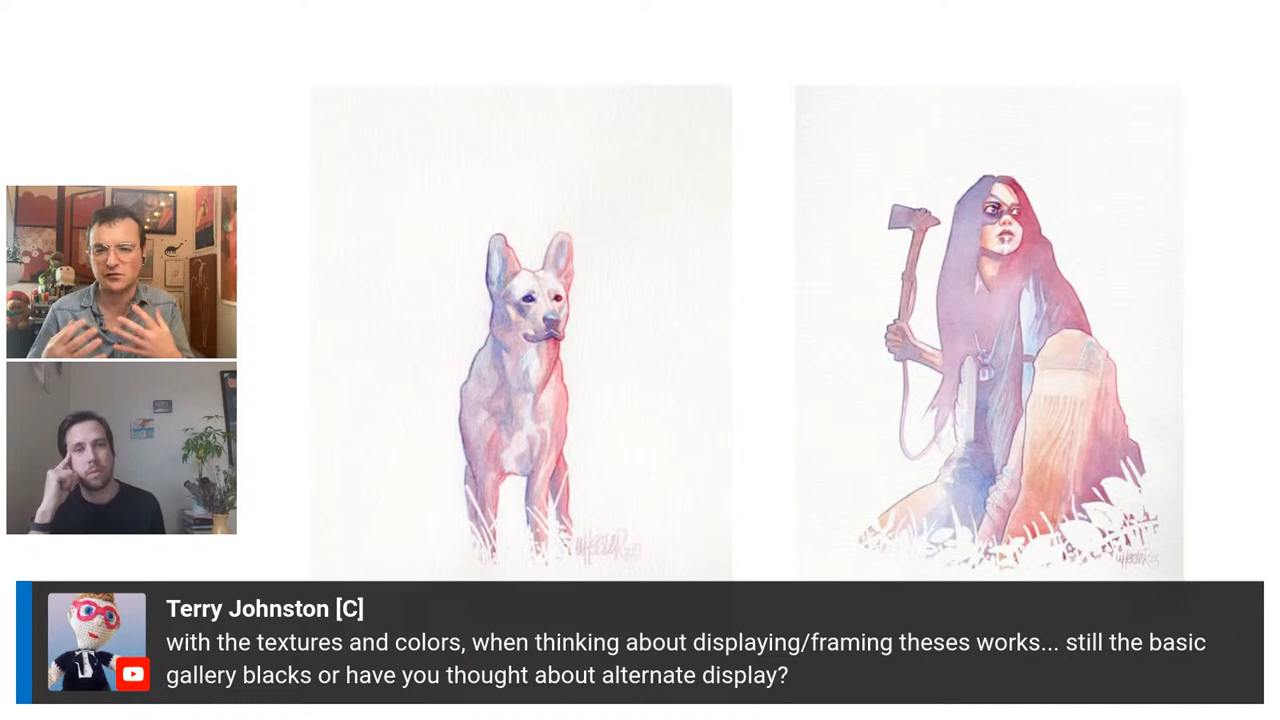 Terry Johnston [C]
with the textures and colors, when thinking about displaying/framing theses works... still the basic
gallery blacks or have you thought about alternate display?